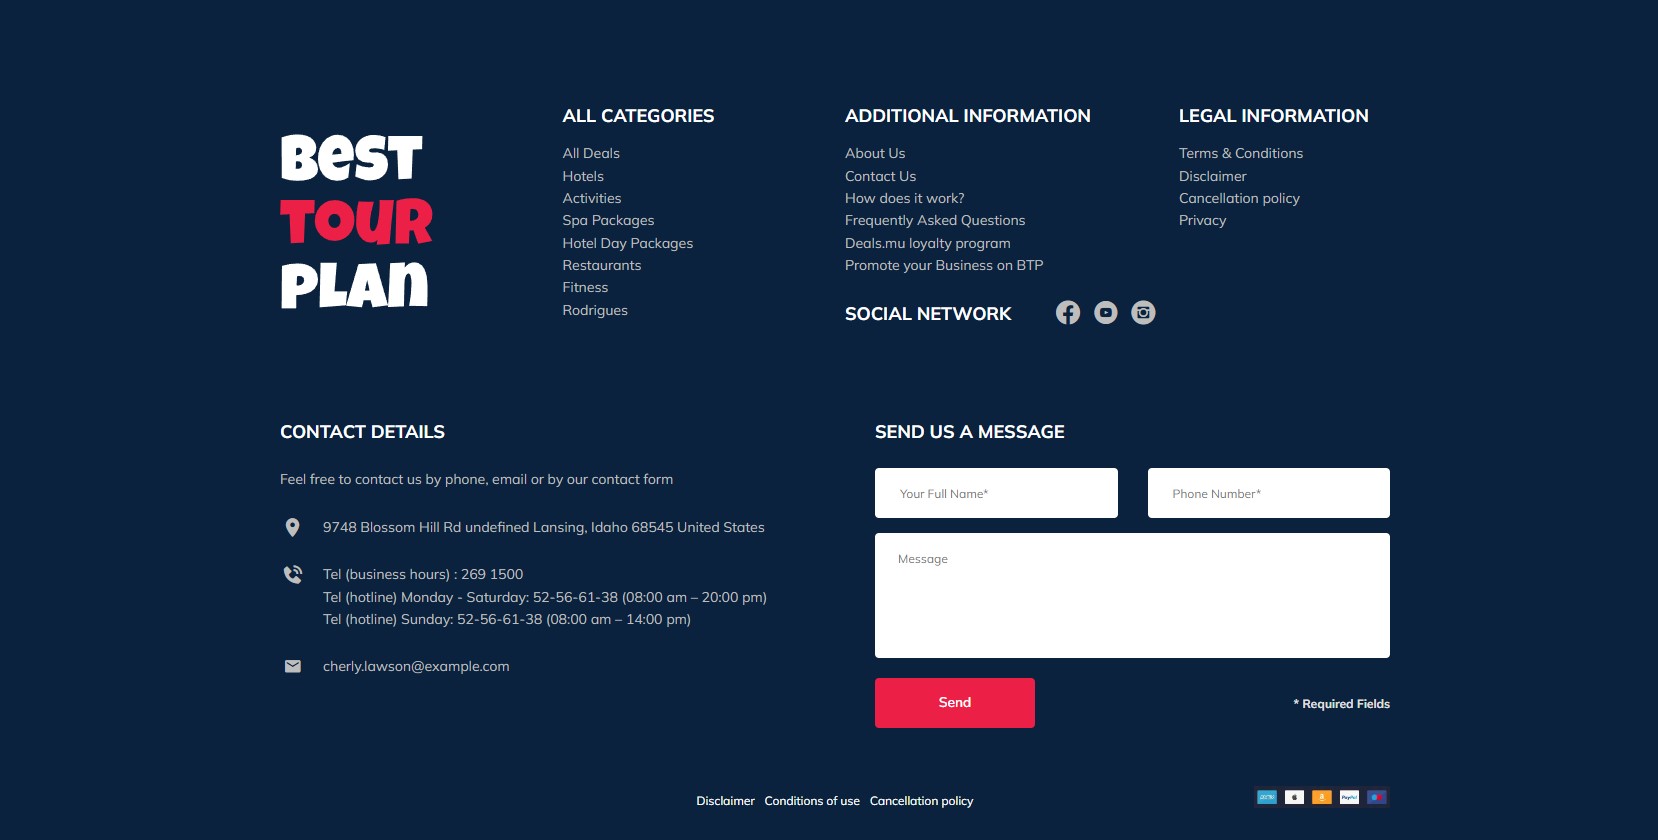 BEST
TOUR
PLAN
ALL CATEGORIES
All Deals
Hotels
Activities
Spa Packages
Hotel Day Packages
Restaurants
Fitness
Rodrigues
ADDITIONAL INFORMATION
About Us
Contact Us
How does it work?
Frequently Asked Questions
Deals.mu loyalty program
Promote your Business on BTP
SOCIAL NETWORK
LEGAL INFORMATION
Terms & Conditions
Disclaimer
Cancellation policy
Privacy
CONTACT DETAILS
Feel free to contact us by phone, email or by our contact form
9748 Blossom Hill Rd undefined Lansing, Idaho 68545 United States
Tel (business hours) : 269 1500
Tel (hotline) Monday - Saturday: 52-56-61-38 (08:00 am – 20:00 pm)
Tel (hotline) Sunday: 52-56-61-38 (08:00 am – 14:00 pm)
cherly.lawson@example.com
SEND US A MESSAGE
Your Full Name*
Phone Number*
Message
Send
* Required Fields
Disclaimer Conditions of use Cancellation policy
PayPal